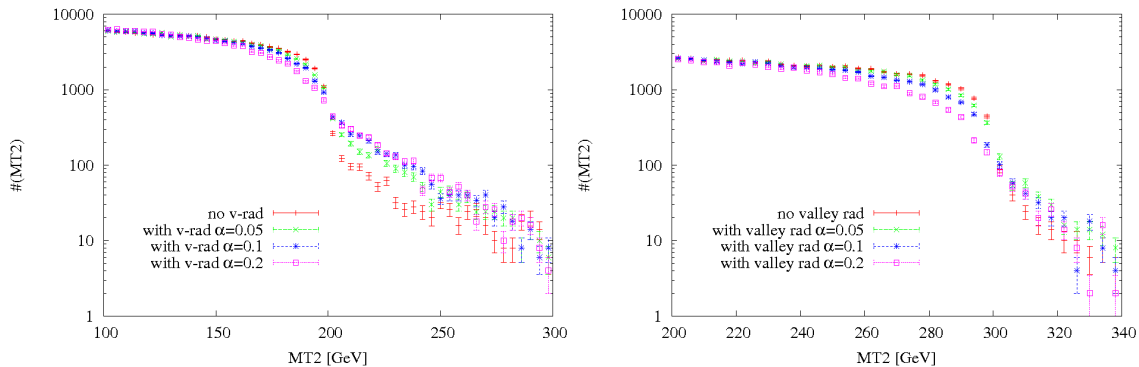 10000
1000
100
10
1
#(MT2)
no v-rad
with v-rad α=0.05
with v-rad α=0.1
with v-rad α=0.2
100 150 200 250 300
MT2 [GeV]
10000
1000
100
10
1
#(MT2)
no valley rad
with valley rad α=0.05
with valley rad α=0.1
with valley rad α=0.2
200 220 240 260 280 300 320 340
MT2 [GeV]